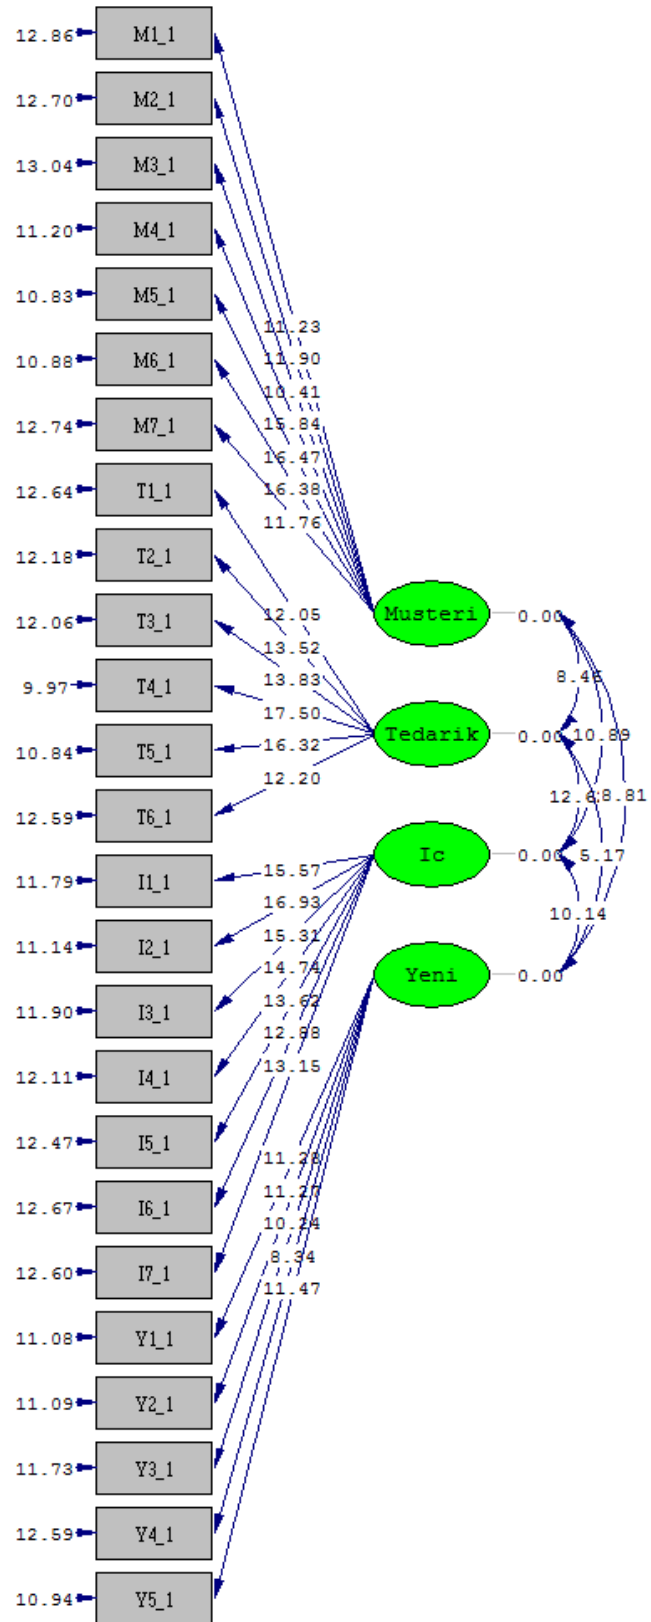 12.86 M1_1
12.70 M2_1
13.04 M3_1
11.20 M4_1
10.83 M5_1
10.88 M6_1
12.74 M7_1
12.64 T1_1
12.18 T2_1
12.06 T3_1
9.97 T4_1
10.84 T5_1
12.59 T6_1
11.79 I1_1
11.14 I2_1
11.90 I3_1
12.11 I4_1
12.47 I5_1
12.67 I6_1
12.60 I7_1
11.08 Y1_1
11.09 Y2_1
11.73 Y3_1
12.59 Y4_1
10.94 Y5_1
11.23
11.90
10.41
15.84
16.47
16.38
11.76
12.05
13.52
13.83
17.50
16.32
12.20
15.57
16.93
15.31
14.74
13.62
12.88
13.15
11.28
11.27
10.24
8.34
11.47
Musteri 0.00
Tedarik 0.00
Ic 0.00
Yeni 0.00
10.89
8.81
5.17
10.14